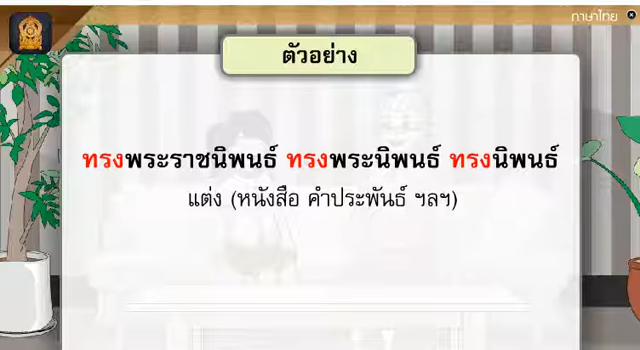 ภาษาไทย
ตัวอย่าง
ทรงพระราชนิพนธ์ ทรงพระนิพนธ์ ทรงนิพนธ์
แต่ง (หนังสือ คำประพันธ์ ฯลฯ)